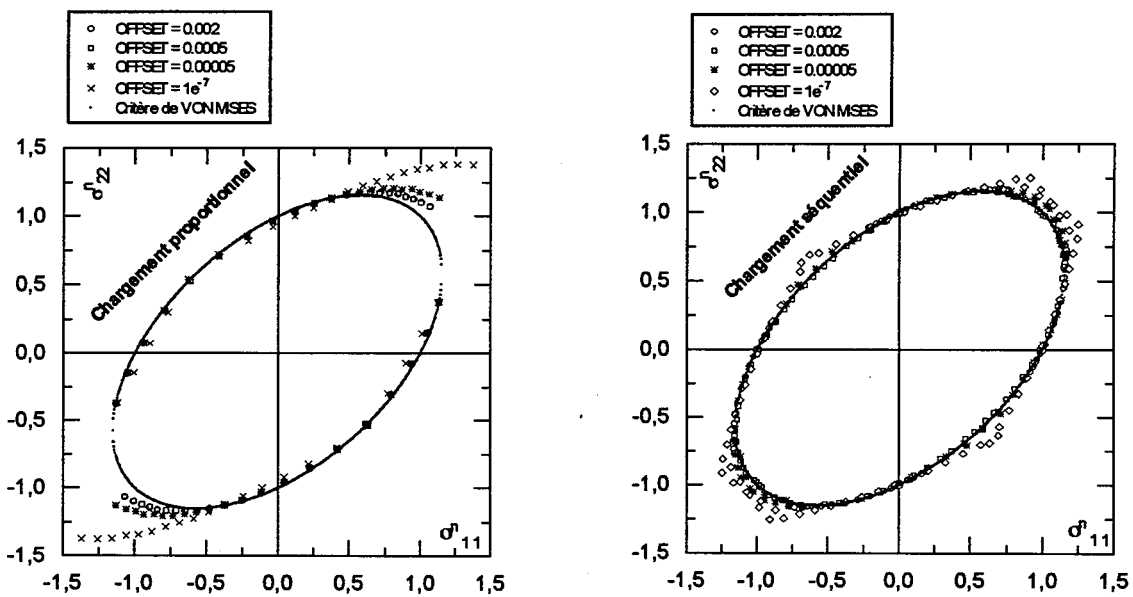 OFFSET = 0.002
OFFSET = 0.0005
OFFSET = 0.00005
OFFSET = 1e-7
Critère de VON MISES
1,5
1,0
0,5
0,0
-0,5
-1,0
-1,5
σn22
Chargement proportionnel
σn11
-1,5 -1,0 -0,5 0,0 0,5 1,0 1,5
OFFSET = 0.002
OFFSET = 0.0005
OFFSET = 0.00005
OFFSET = 1e-7
Critère de VON MISES
1,5
1,0
0,5
0,0
-0,5
-1,0
-1,5
σn22
Chargement séquentiel
σn11
-1,5 -1,0 -0,5 0,0 0,5 1,0 1,5